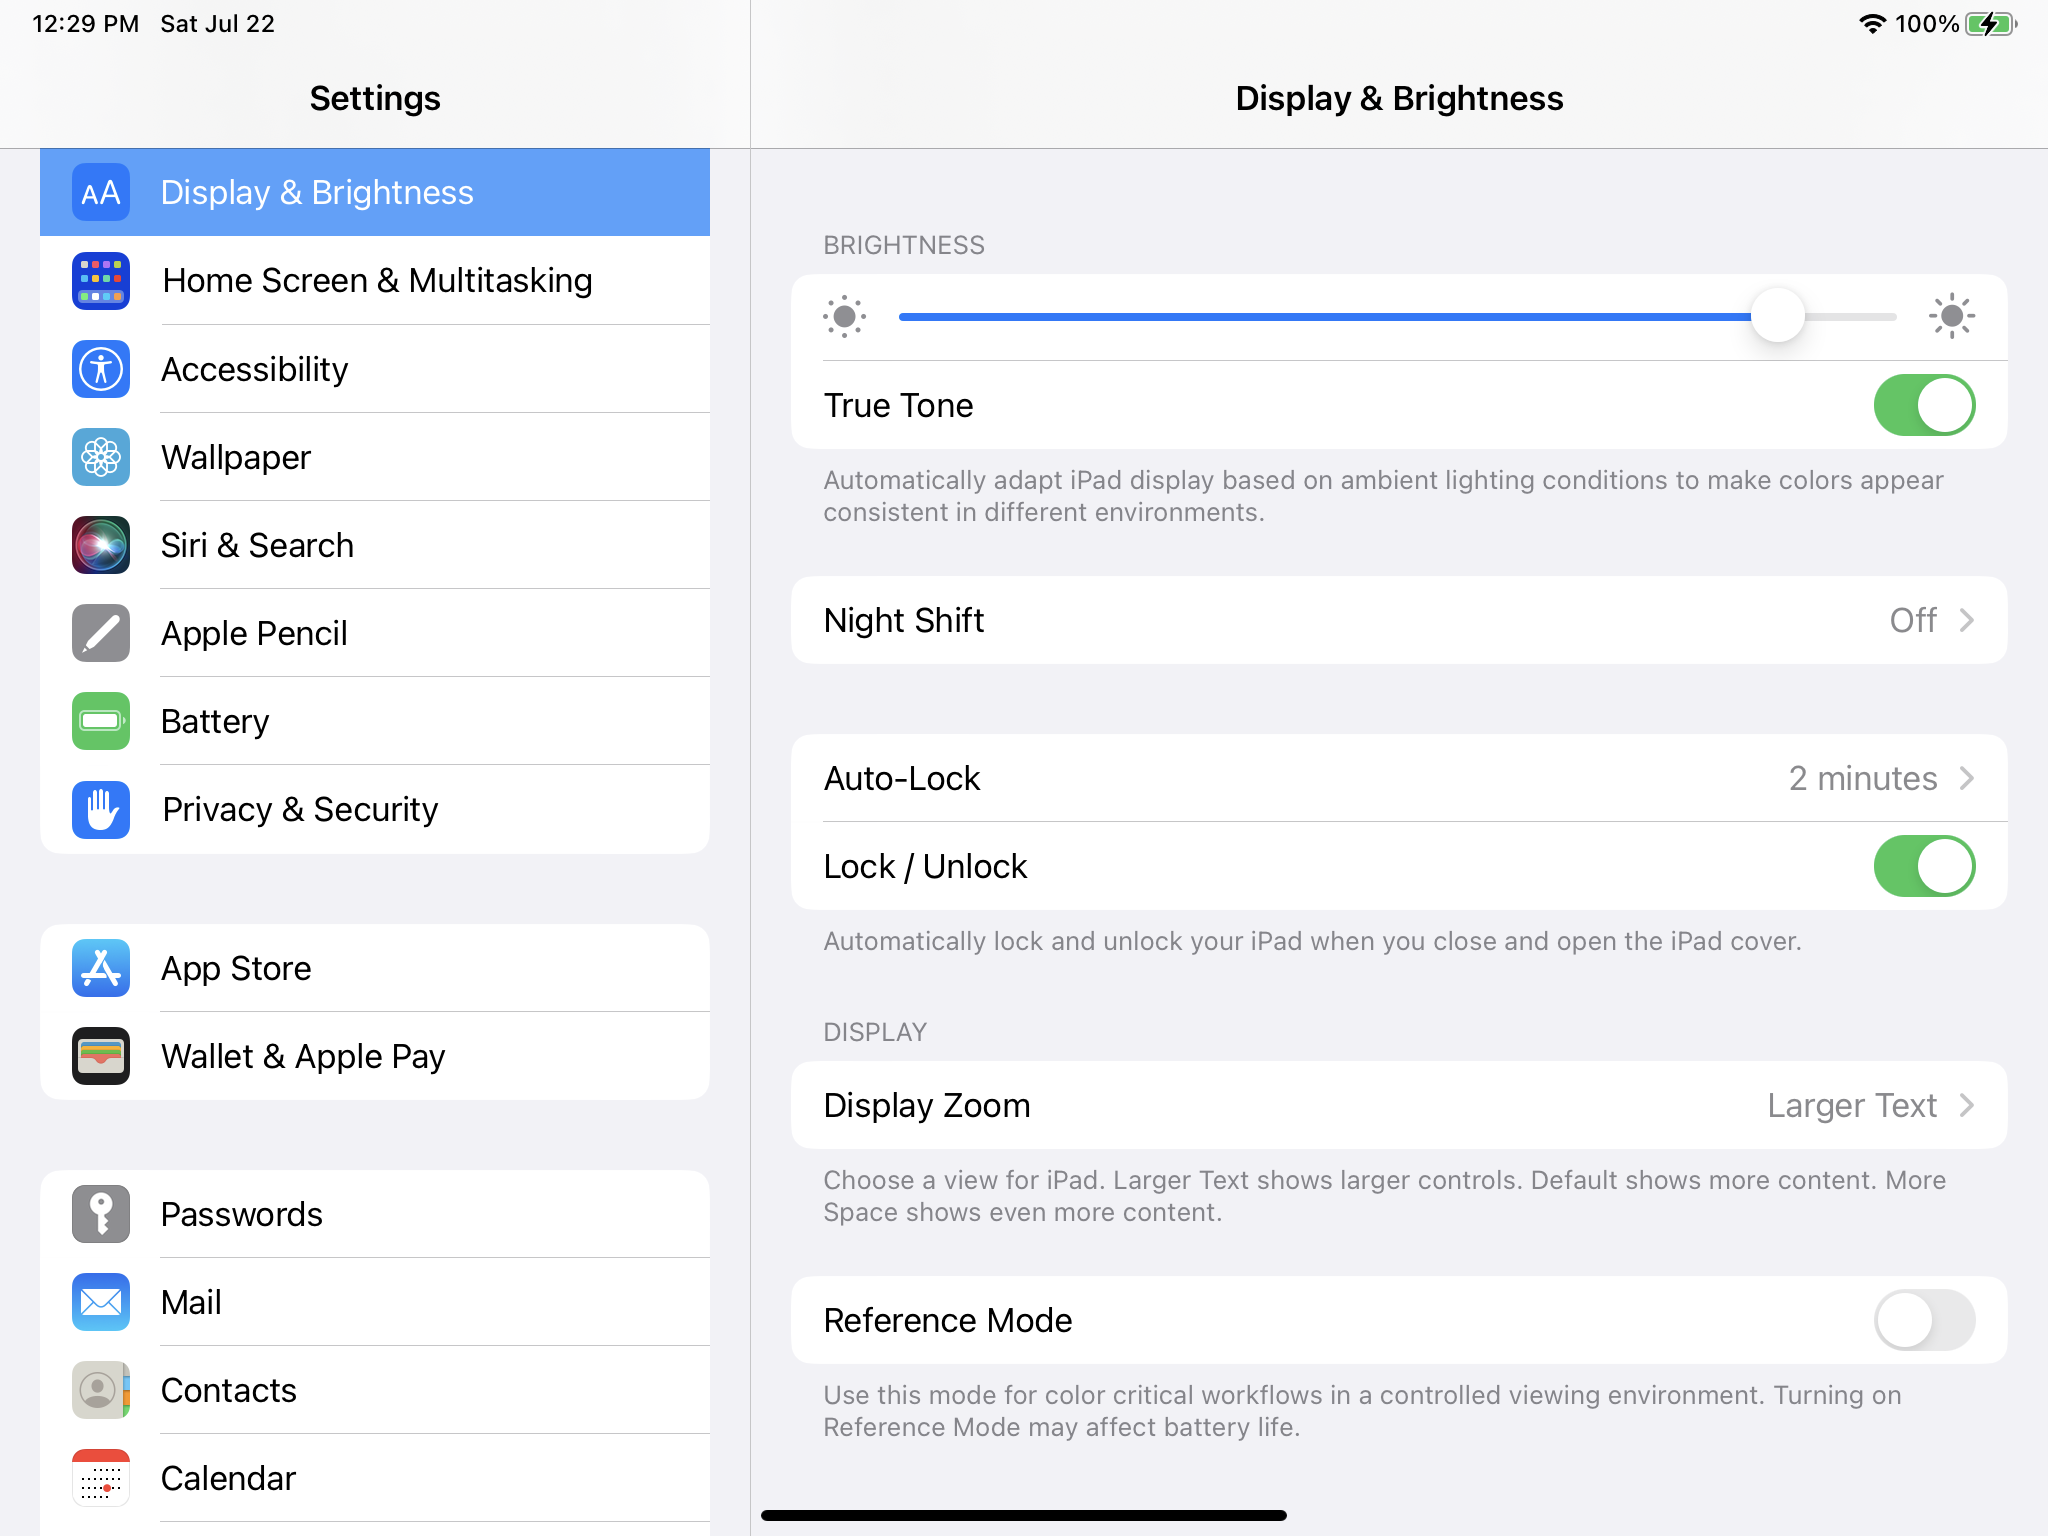 12:29 PM Sat Jul 22
100%
Settings
Display & Brightness
Home Screen & Multitasking
Accessibility
Wallpaper
Siri & Search
Apple Pencil
Battery
Privacy & Security
App Store
Wallet & Apple Pay
Passwords
Mail
Contacts
Calendar
Display & Brightness
BRIGHTNESS
True Tone
Automatically adapt iPad display based on ambient lighting conditions to make colors appear
consistent in different environments.
Night Shift Off
Auto-Lock 2 minutes
Lock / Unlock
Automatically lock and unlock your iPad when you close and open the iPad cover.
DISPLAY
Display Zoom Larger Text
Choose a view for iPad. Larger Text shows larger controls. Default shows more content. More
Space shows even more content.
Reference Mode
Use this mode for color critical workflows in a controlled viewing environment. Turning on
Reference Mode may affect battery life.